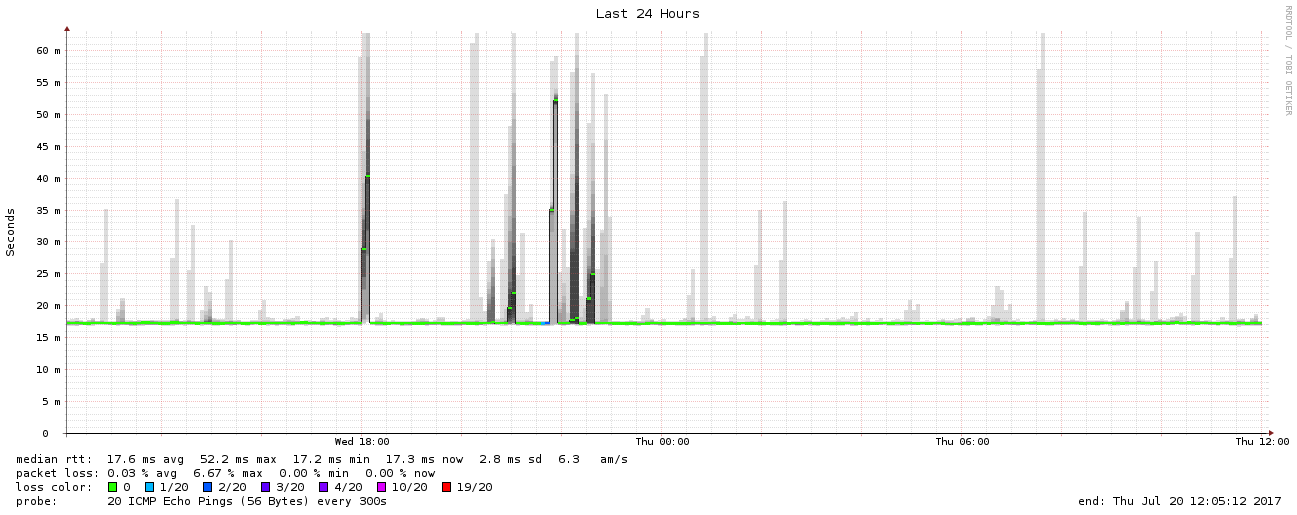 Last 24 Hours
RRDTOOL / TOBI OETIKER
Seconds
60 m
55 m
50 m
45 m
40 m
35 m
30 m
25 m
20 m
15 m
10 m
5 m
0
Wed 18:00 Thu 00:00 Thu 06:00 Thu 12:00
median rtt: 17.6 ms avg 52.2 ms max 17.2 ms min 17.3 ms now 2.8 ms sd 6.3 am/s
packet loss: 0.03 % avg 6.67 % max 0.00 % min 0.00 % now
loss color: 0 1/20 2/20 3/20 4/20 10/20 19/20
probe: 20 ICMP Echo Pings (56 Bytes) every 300s end: Thu Jul 20 12:05:12 2017